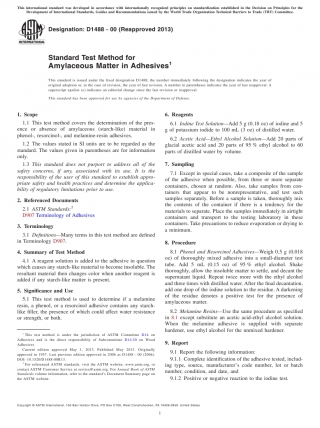 This international standard was developed in accordance with internationally recognized principles on standardization established in the Decision on Principles for the
Development of International Standards, Guides and Recommendations issued by the World Trade Organization Technical Barriers to Trade (TBT) Committee.
Designation: D1488 − 00 (Reapproved 2013)
Standard Test Method for
Amylaceous Matter in Adhesives1
This standard is issued under the fixed designation D1488; the number immediately following the designation indicates the year of
original adoption or, in the case of revision, the year of last revision. A number in parentheses indicates the year of last reapproval. A
superscript epsilon (ε) indicates an editorial change since the last revision or reapproval.
This standard has been approved for use by agencies of the Department of Defense.
1. Scope
1.1 This test method covers the determination of the pres-
ence or absence of amylaceous (starch-like) material in
phenol, resorcinol, and melamine-resin adhesives.
1.2 The values stated in SI units are to be regarded as the
standard. The values given in parentheses are for information
only.
1.3 This standard does not purport to address all of the
safety concerns, if any, associated with its use. It is the
responsibility of the user of this standard to establish appro-
priate safety and health practices and determine the applica-
bility of regulatory limitations prior to use.
2. Referenced Documents
2.1 ASTM Standards:2
D907 Terminology of Adhesives
3. Terminology
3.1 Definitions—Many terms in this test method are defined
in Terminology D907.
4. Summary of Test Method
4.1 A reagent solution is added to the adhesive in question
which causes any starch-like material to become insoluble. The
resultant material then changes color when another reagent is
added if any starch-like matter is present.
5. Significance and Use
5.1 This test method is used to determine if a melamine
resin, a phenol, or a resorcinol adhesive contains any starch-
like filler, the presence of which could affect water resistance
or strength, or both.
1 This test method is under the jurisdiction of ASTM Committee D14 on
Adhesives and is the direct responsibility of Subcommittee D14.30 on Wood
Adhesives.
Current edition approved May 1, 2013. Published May 2013. Originally
approved in 1997. Last previous edition approved in 2006 as D1488 – 00 (2006).
DOI: 10.1520/D1488-00R13.
2 For referenced ASTM standards, visit the ASTM website, www.astm.org, or
contact ASTM Customer Service at service@astm.org. For Annual Book of ASTM
Standards volume information, refer to the standard's Document Summary page on
the ASTM website.
6. Reagents
6.1 Iodine Test Solution—Add 5 g (0.18 oz) of iodine and 5
g of potassium iodide to 100 mL (3 oz) of distilled water.
6.2 Acetic Acid—Ethyl Alcohol Solution—Add 20 parts of
glacial acetic acid and 20 parts of 95 % ethyl alcohol to 60
parts of distilled water by volume.
7. Sampling
7.1 Except in special cases, take a composite of the sample
of the adhesive when possible, from three or more separate
containers, chosen at random. Also, take samples from con-
tainers that appear to be nonrepresentative, and test such
samples separately. Before a sample is taken, thoroughly mix
the contents of the container if there is a tendency for the
materials to separate. Place the samples immediately in airtight
containers and transport to the testing laboratory in these
containers. Take precautions to reduce evaporation or drying to
a minimum.
8. Procedure
8.1 Phenol and Resorcinol Adhesives—Weigh 0.5 g (0.018
oz) of thoroughly mixed adhesive into a small-diameter test
tube. Add 5 mL (0.15 oz) of 95 % ethyl alcohol. Shake
thoroughly, allow the insoluble matter to settle, and decant the
supernatant liquid. Repeat twice more with the ethyl alcohol
and three times with distilled water. After the final decantation,
add one drop of the iodine solution to the residue. A darkening
of the residue denotes a positive test for the presence of
amylaceous matter.
8.2 Melamine Resins—Use the same procedure as specified
in 8.1 except substitute an acetic acid-ethyl alcohol solution.
When the melamine adhesive is supplied with separate
hardener, use ethyl alcohol for the unmixed hardener.
9. Report
9.1 Report the following information:
9.1.1 Complete identification of the adhesive tested, includ-
ing type, source, manufacturer's code number, lot or batch
number, condition, and date, and
9.1.2 Positive or negative reaction to the iodine test.
Copyright © ASTM International, 100 Barr Harbor Drive, PO Box C700, West Conshohocken, PA 19428-2959. United States
1